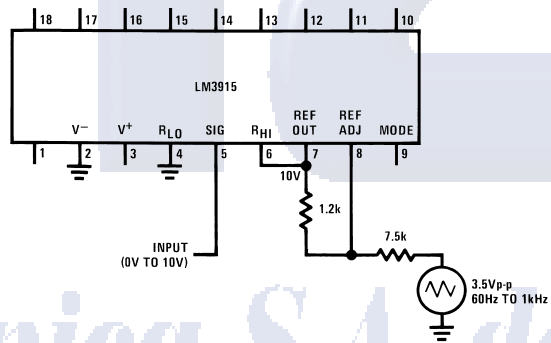 18 17 16 15 14 13 12 11 10
LM3915
V⁻ V⁺ RLO SIG RHI REF OUT REF ADJ MODE
1 2 3 4 5 6 7 8 9
10V
1.2k
7.5k
INPUT
(0V TO 10V)
3.5Vp-p
60Hz TO 1kHz